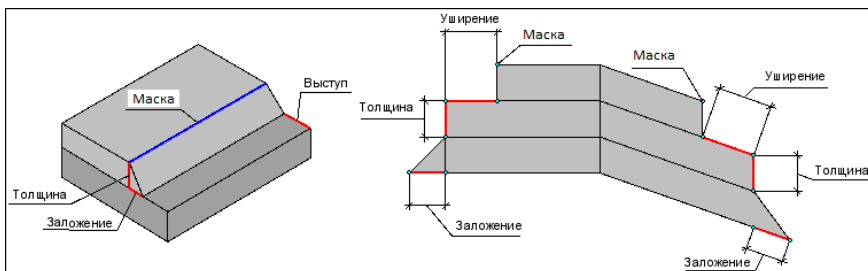 Маска
Выступ
Толщина
Заложение
Уширение
Маска
Маска
Уширение
Толщина
Толщина
Заложение
Заложение